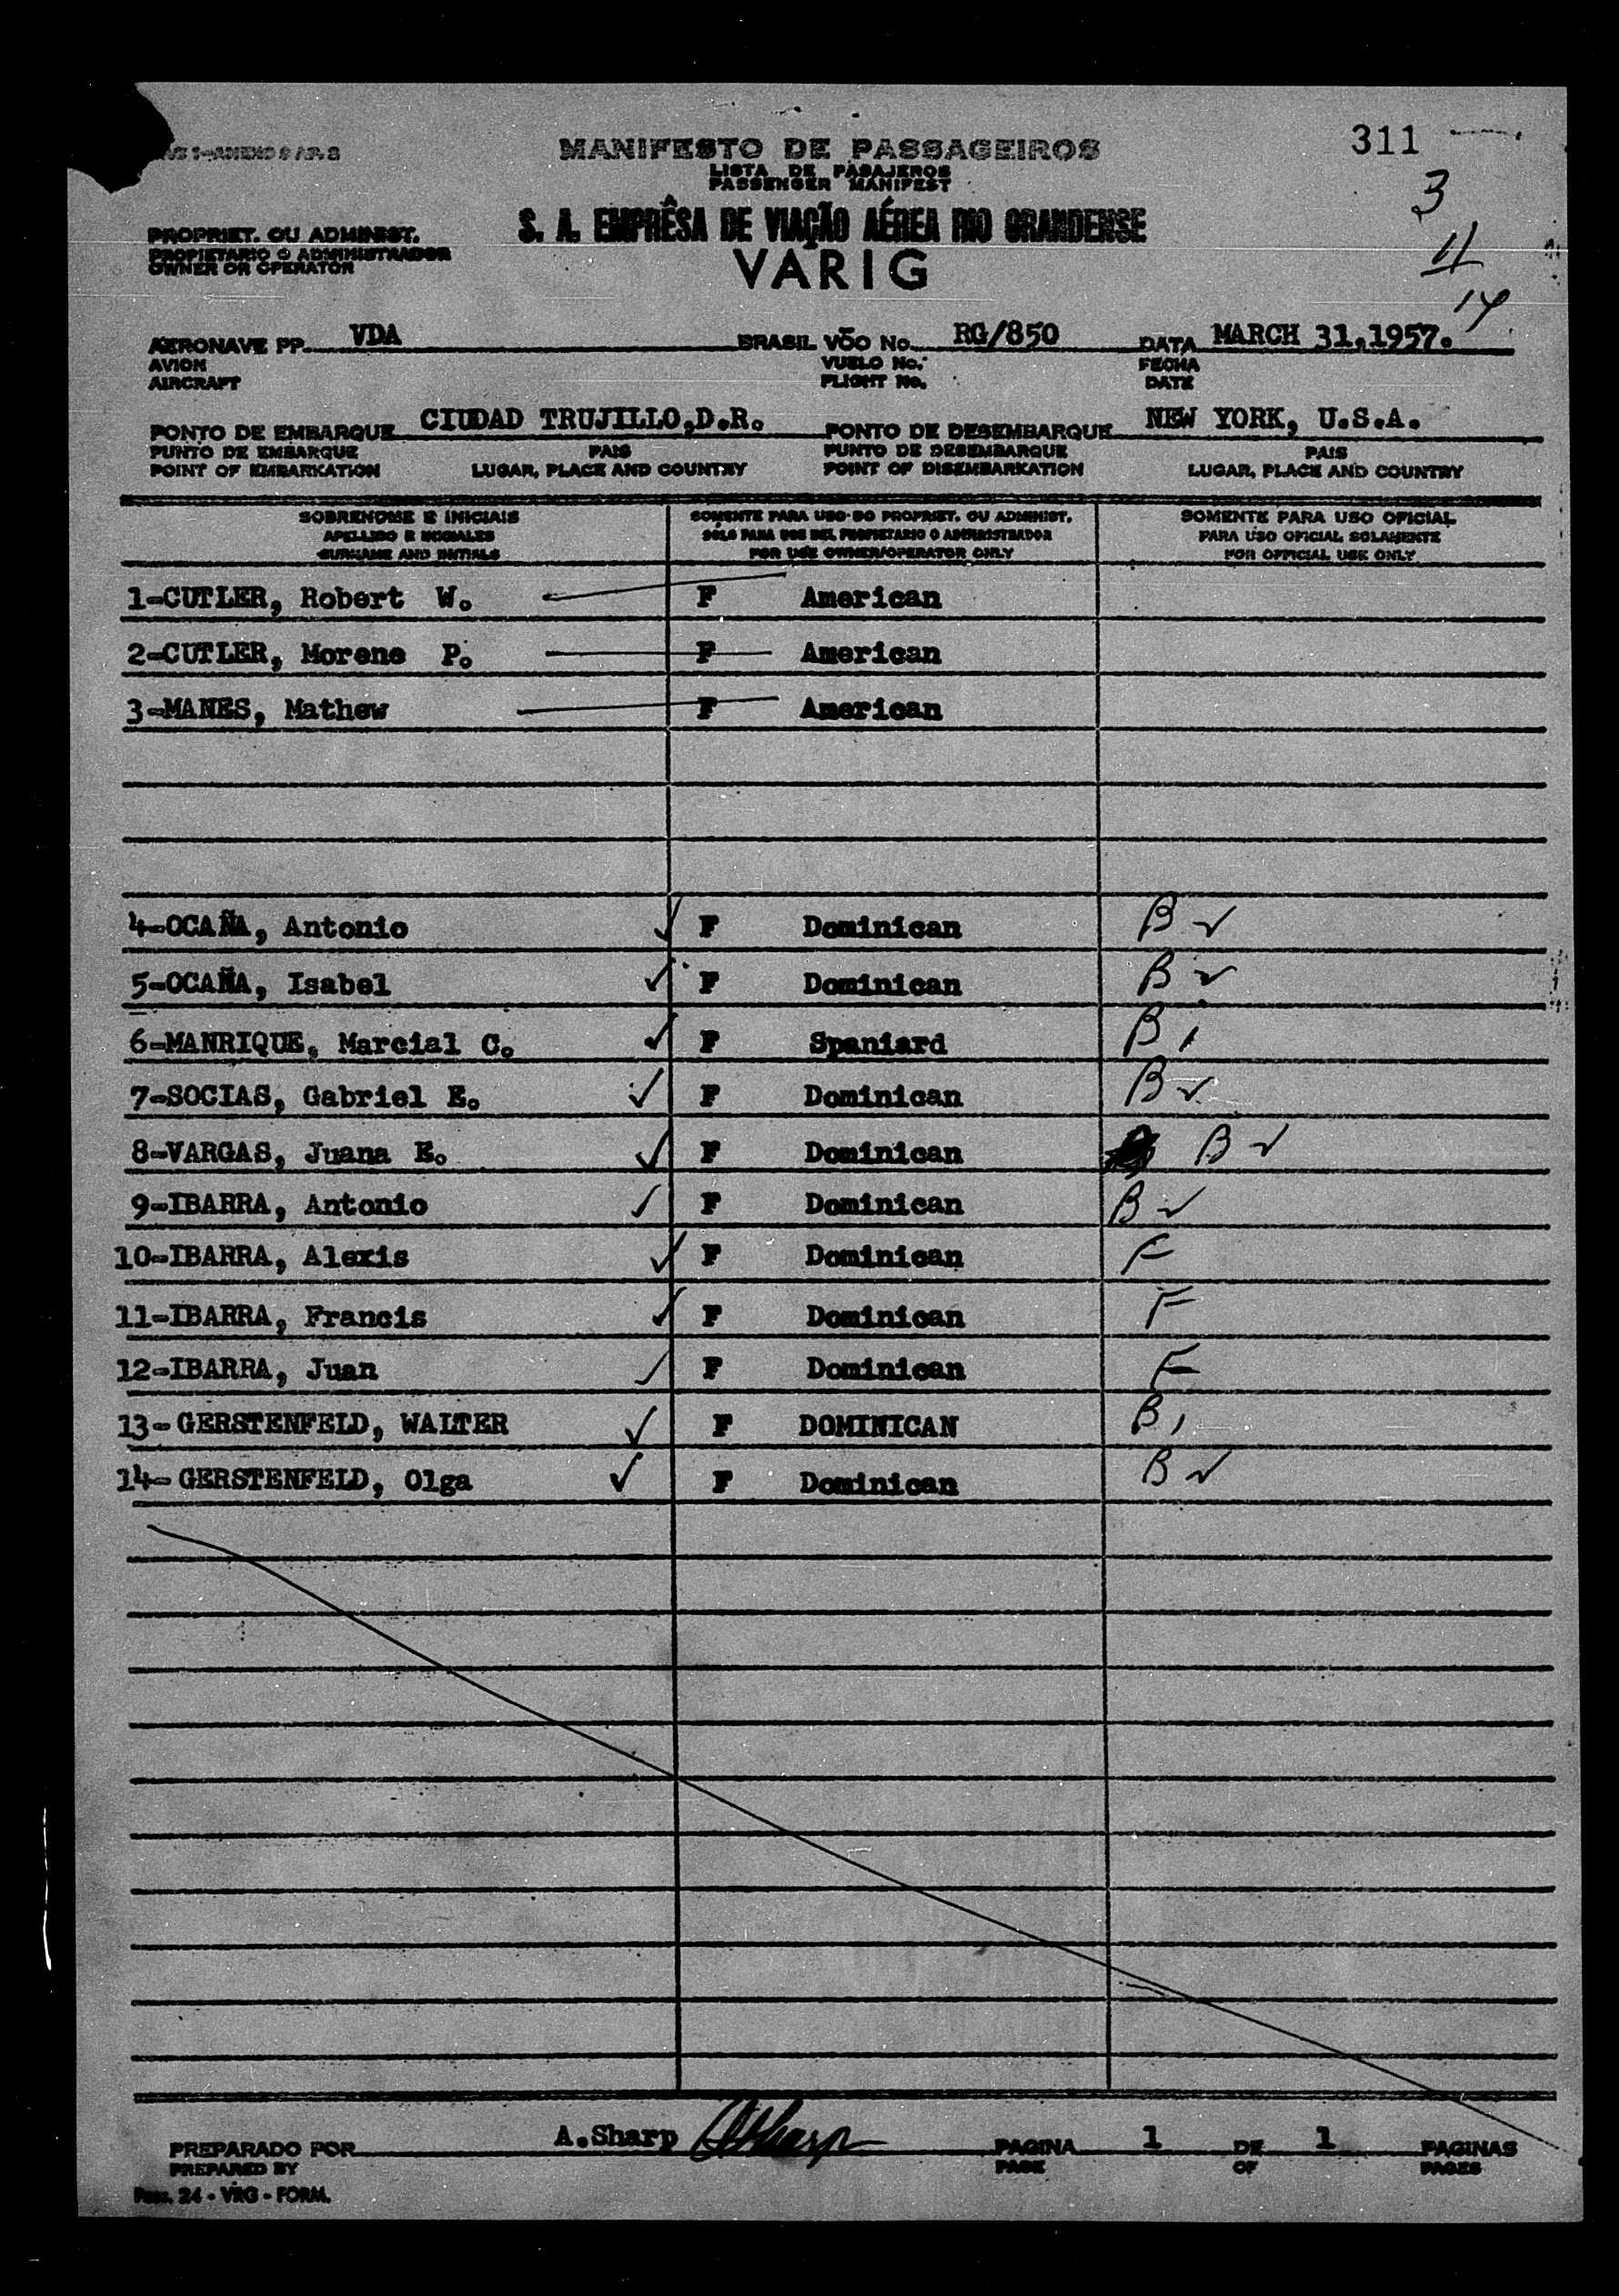 311
MANIFESTO DE PASSAGEIROS
LISTA DE PASAJEROS
PASSENGER MANIFEST
3
11
14
S. A. EMPRÊSA DE VIAÇÃO AÉREA RIO GRANDENSE
VARIG
PROPRIET. OU ADMINIST.
PROPIETARIO O ADMINISTRADOR
OWNER OR OPERATOR
AERONAVE PP VDA BRASIL VÕO No. RG/850 DATA MARCH 31,1957.
AVION VUELO No. FECHA
AIRCRAFT FLIGHT No. DATE
PONTO DE EMBARQUE CIUDAD TRUJILLO,D.R. PONTO DE DESEMBARQUE NEW YORK, U.S.A.
PUNTO DE EMBARQUE PAIS PUNTO DE DESEMBARQUE PAIS
POINT OF EMBARKATION LUGAR, PLACE AND COUNTRY POINT OF DISEMBARKATION LUGAR, PLACE AND COUNTRY
SOBRENOME E INICIAIS SOMENTE PARA USO DO PROPRIET. OU ADMINIST. SOMENTE PARA USO OFICIAL
APELLIDO E INICIALES SÓLO PARA USO DEL PROPIETARIO O ADMINISTRADOR PARA USO OFICIAL SOLAMENTE
SURNAME AND INITIALS FOR USE OWNER/OPERATOR ONLY FOR OFFICIAL USE ONLY
1-CUTLER, Robert W. F American
2-CUTLER, Morene P. F American
3-MANES, Mathew F American
4-OCAÑA, Antonio ✓ F Dominican B ✓
5-OCAÑA, Isabel ✓ F Dominican B ✓
6-MANRIQUE, Marcial C. ✓ F Spaniard B
7-SOCIAS, Gabriel E. ✓ F Dominican B ✓
8-VARGAS, Juana E. ✓ F Dominican B ✓
9-IBARRA, Antonio ✓ F Dominican B ✓
10-IBARRA, Alexis ✓ F Dominican F
11-IBARRA, Francis ✓ F Dominican F
12-IBARRA, Juan ✓ F Dominican F
13-GERSTENFELD, WALTER ✓ F DOMINICAN B
14-GERSTENFELD, Olga ✓ F Dominican B ✓
PREPARADO POR A.Sharp ASharp PAGINA 1 DE 1 PAGINAS
PREPARED BY PAGE OF PAGES
24 - VRG - FORM.